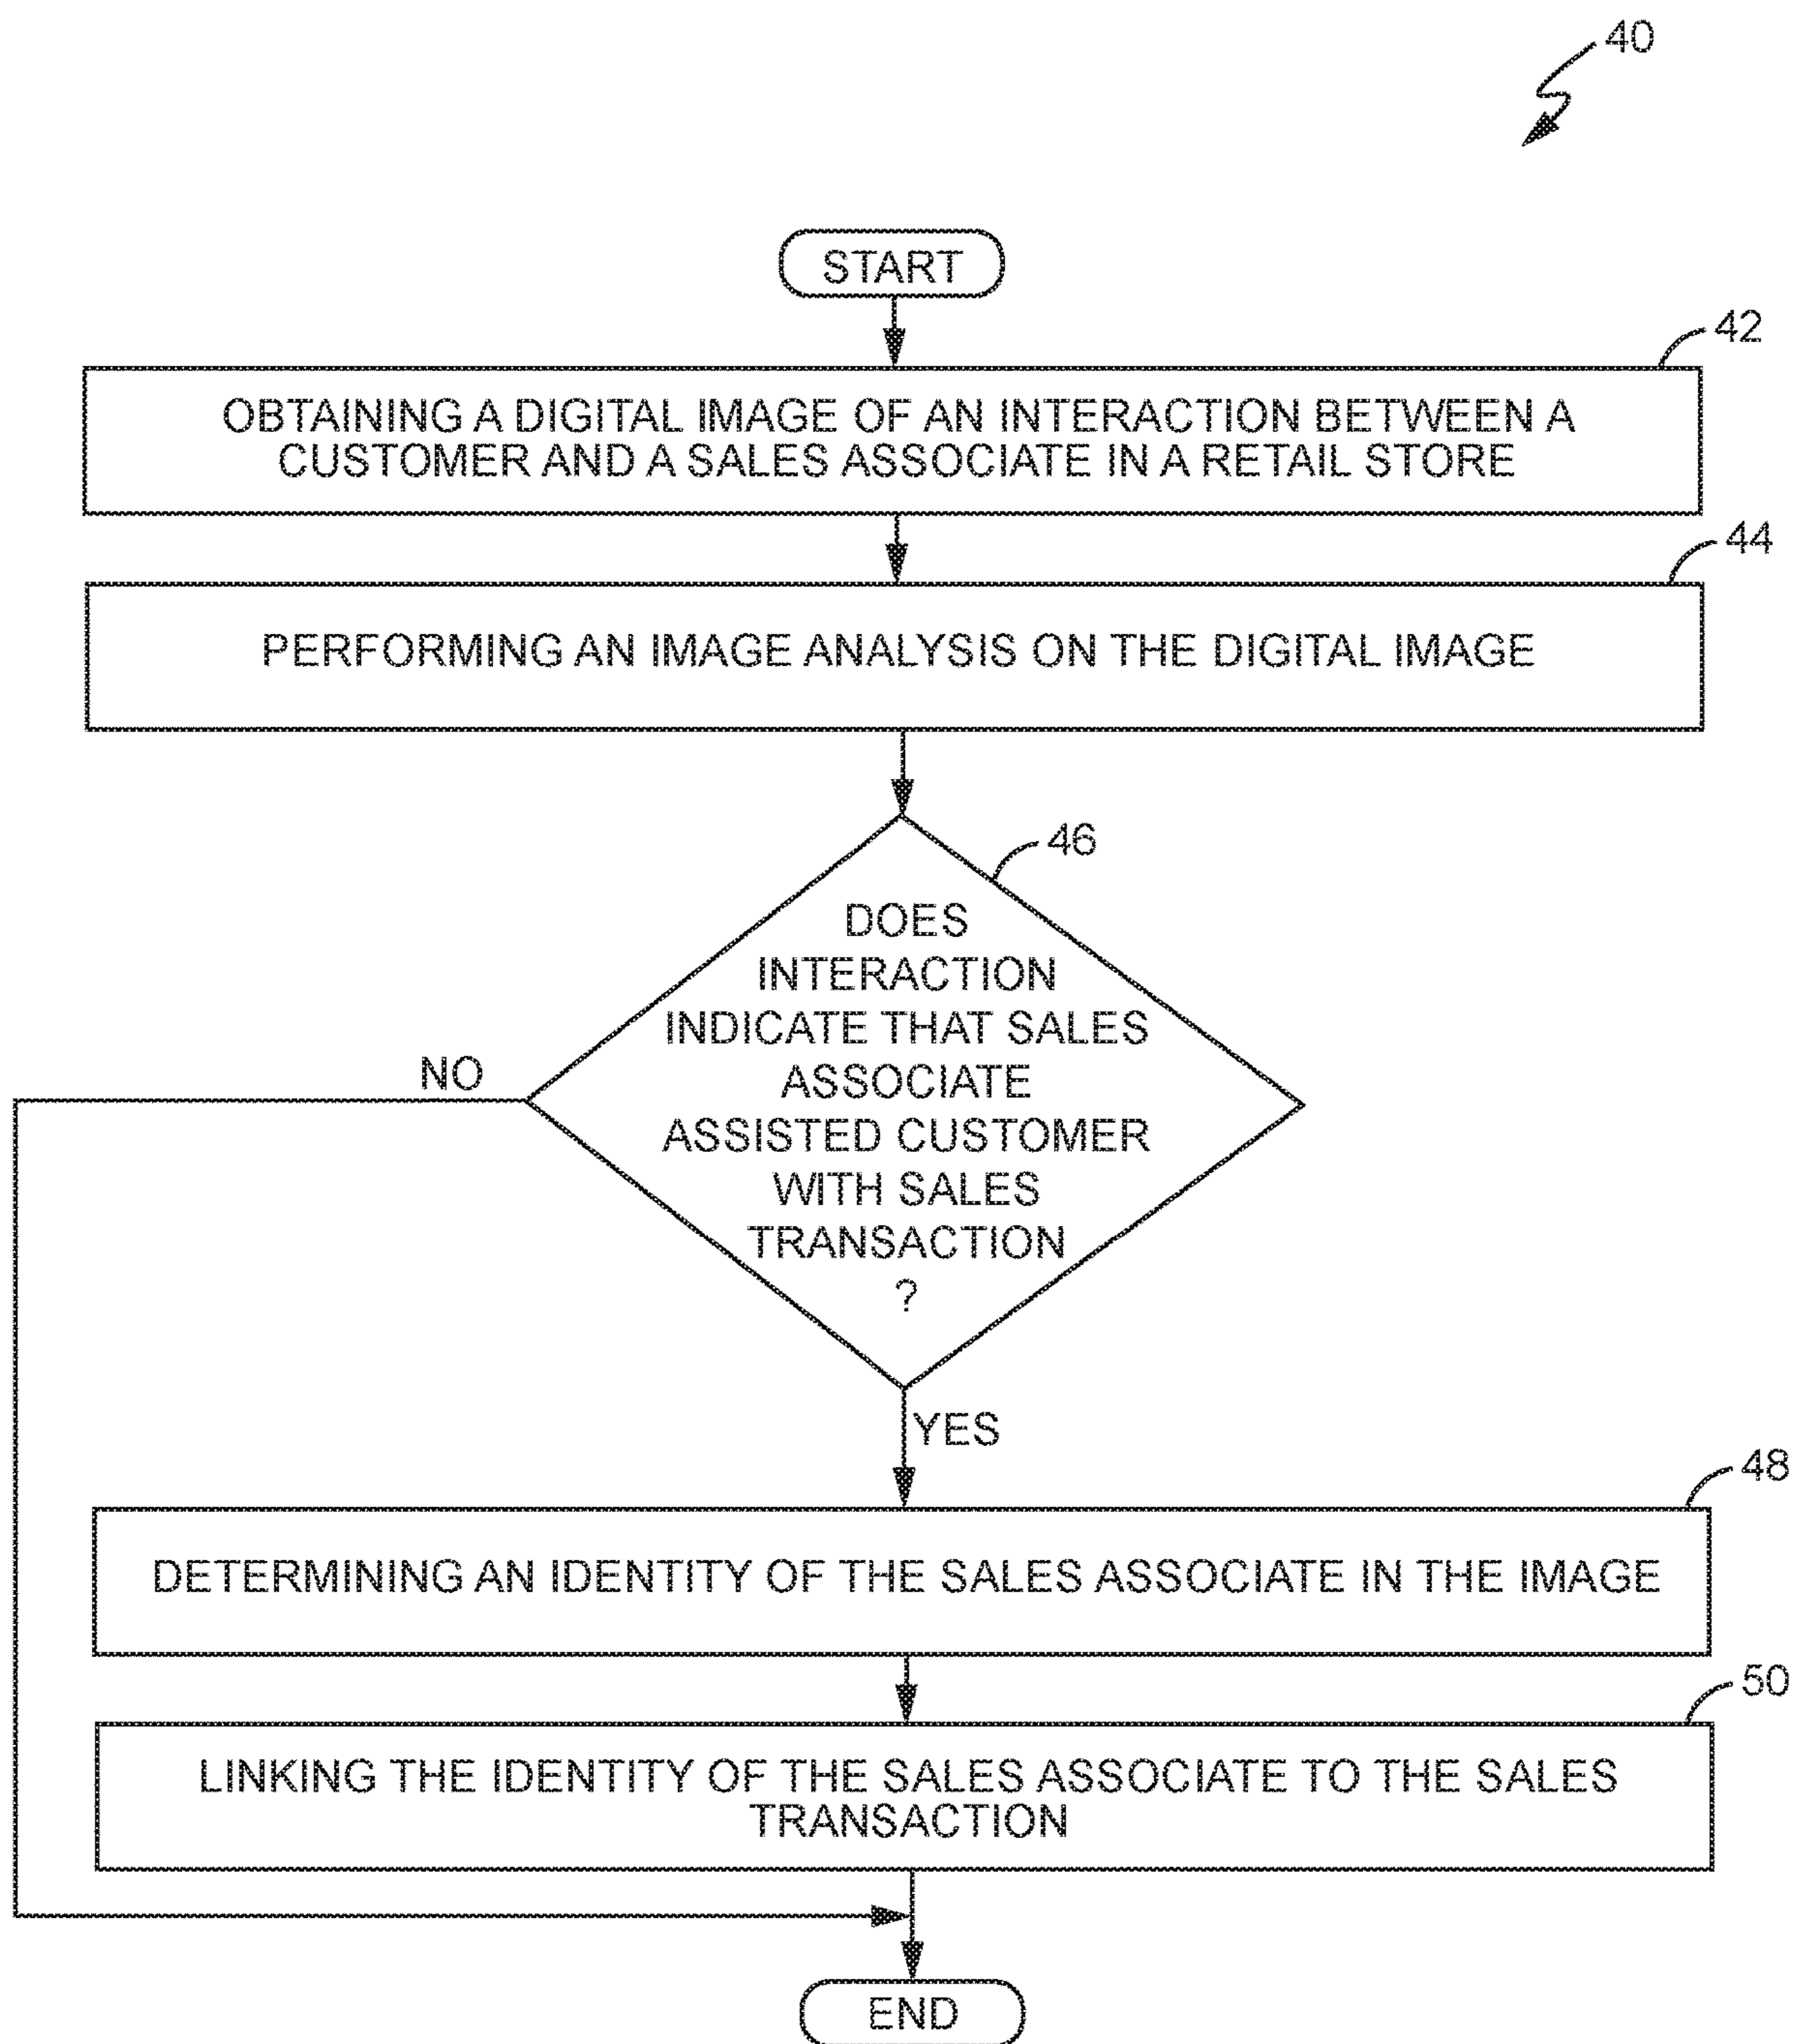 40
START
42
OBTAINING A DIGITAL IMAGE OF AN INTERACTION BETWEEN A
CUSTOMER AND A SALES ASSOCIATE IN A RETAIL STORE
44
PERFORMING AN IMAGE ANALYSIS ON THE DIGITAL IMAGE
46
DOES
INTERACTION
INDICATE THAT SALES
ASSOCIATE
ASSISTED CUSTOMER
WITH SALES
TRANSACTION
?
NO
YES
48
DETERMINING AN IDENTITY OF THE SALES ASSOCIATE IN THE IMAGE
50
LINKING THE IDENTITY OF THE SALES ASSOCIATE TO THE SALES
TRANSACTION
END